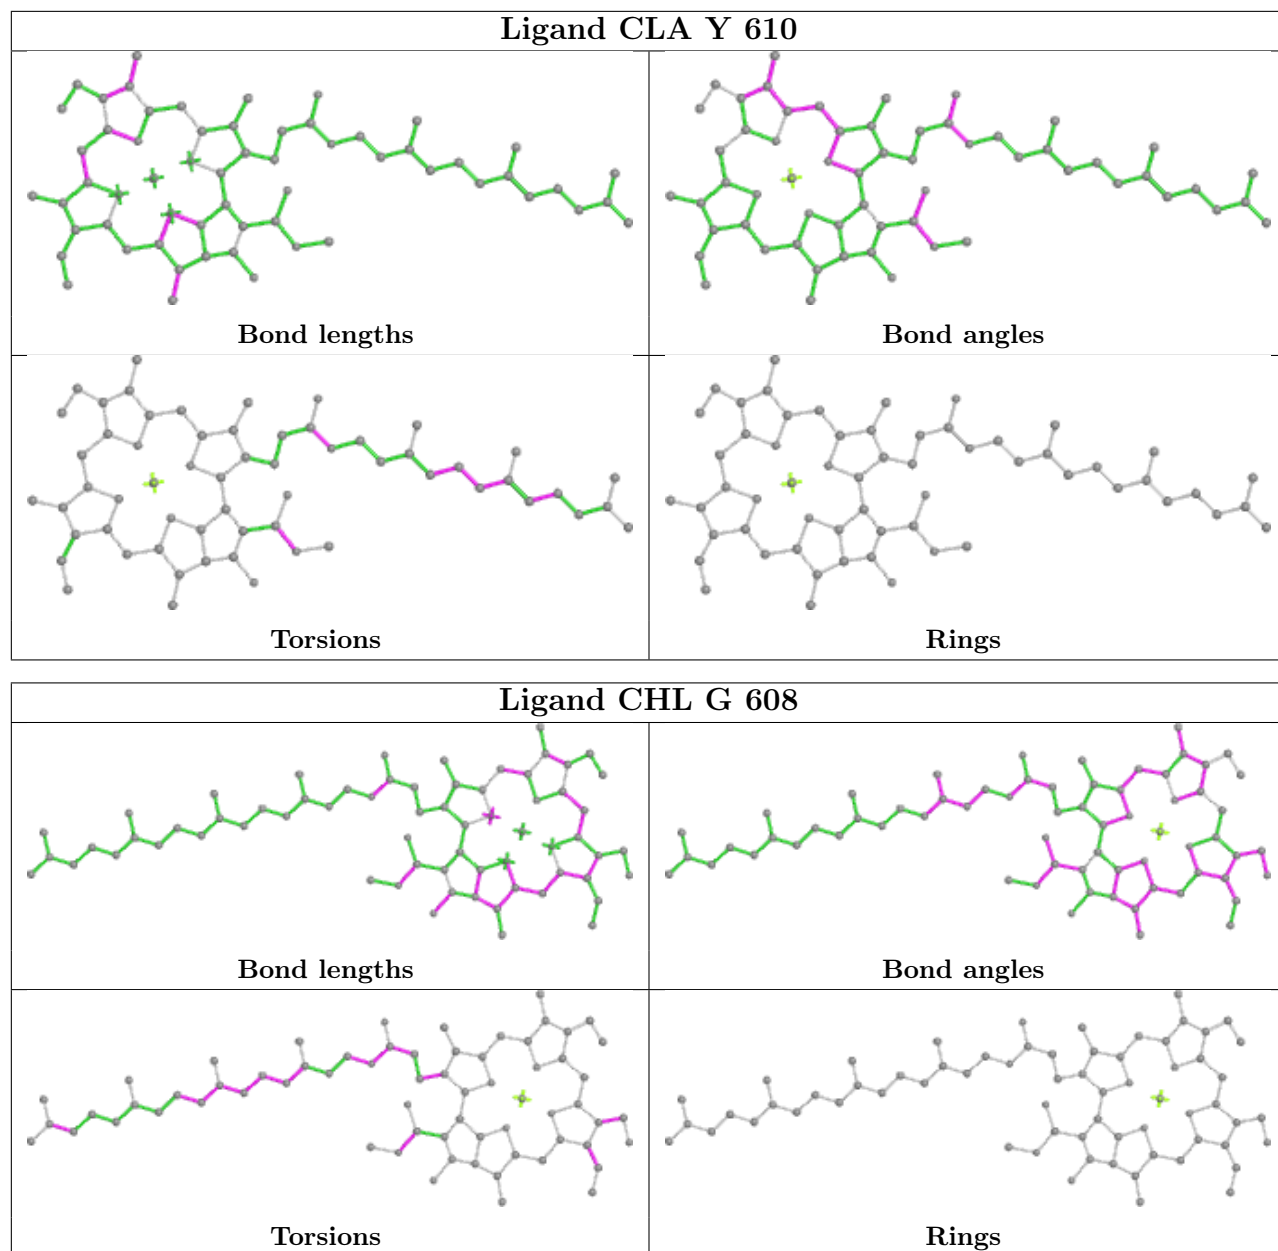 Ligand CLA Y 610
Bond lengths
Bond angles
Torsions
Rings
Ligand CHL G 608
Bond lengths
Bond angles
Torsions
Rings